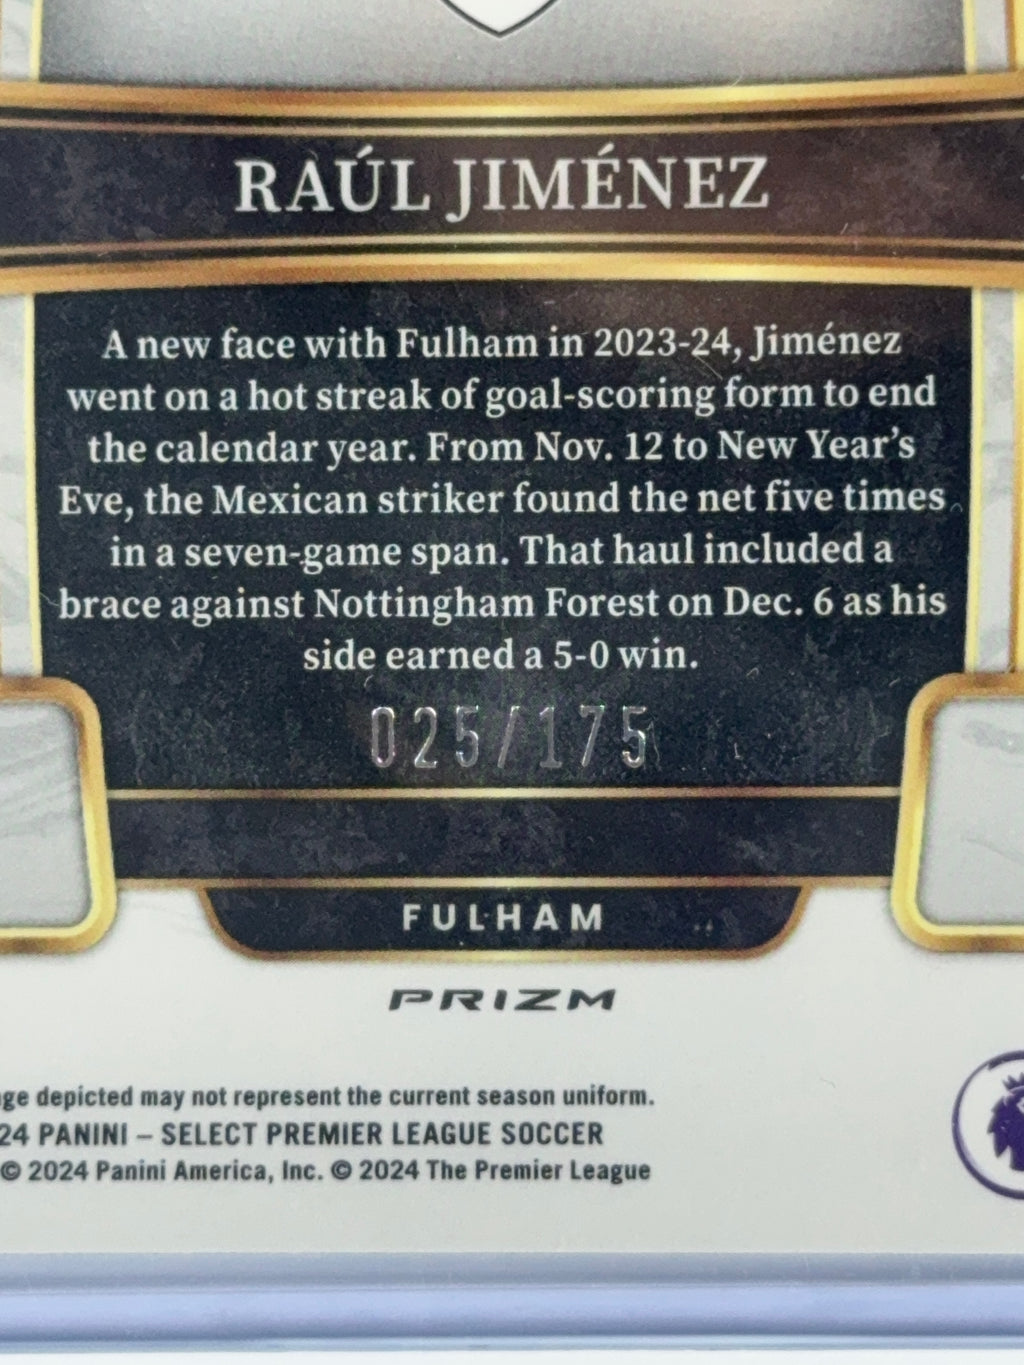 RAÚL JIMÉNEZ
A new face with Fulham in 2023-24, Jiménez
went on a hot streak of goal-scoring form to end
the calendar year. From Nov. 12 to New Year's
Eve, the Mexican striker found the net five times
in a seven-game span. That haul included a
brace against Nottingham Forest on Dec. 6 as his
side earned a 5-0 win.
025/175
FULHAM
PRIZM
depicted may not represent the current season uniform.
PANINI – SELECT PREMIER LEAGUE SOCCER
© 2024 Panini America, Inc. © 2024 The Premier League